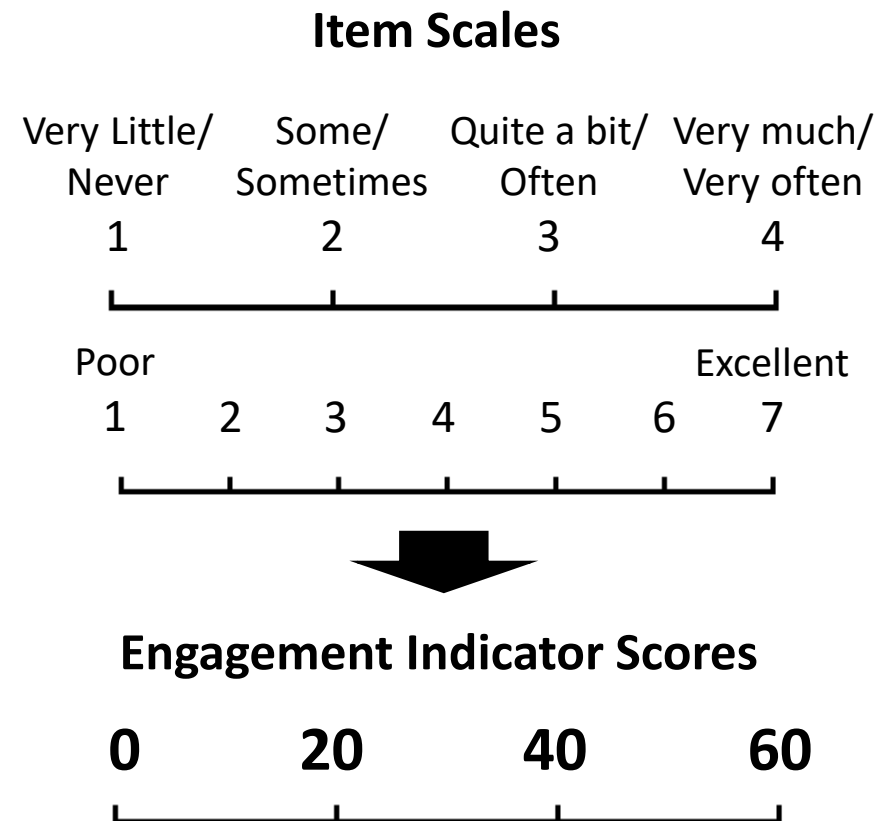 Item Scales
Very Little/ Some/ Quite a bit/ Very much/
Never Sometimes Often Very often
1 2 3 4
Poor Excellent
1 2 3 4 5 6 7
Engagement Indicator Scores
0 20 40 60